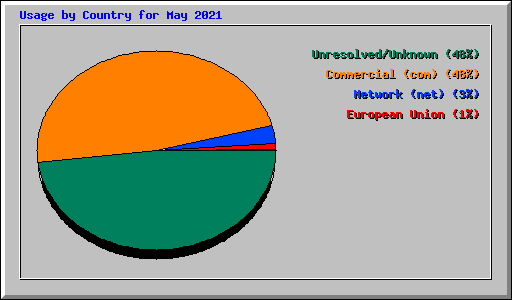 Usage by Country for May 2021
Unresolved/Unknown (48%)
Commercial (com) (48%)
Network (net) (3%)
European Union (1%)